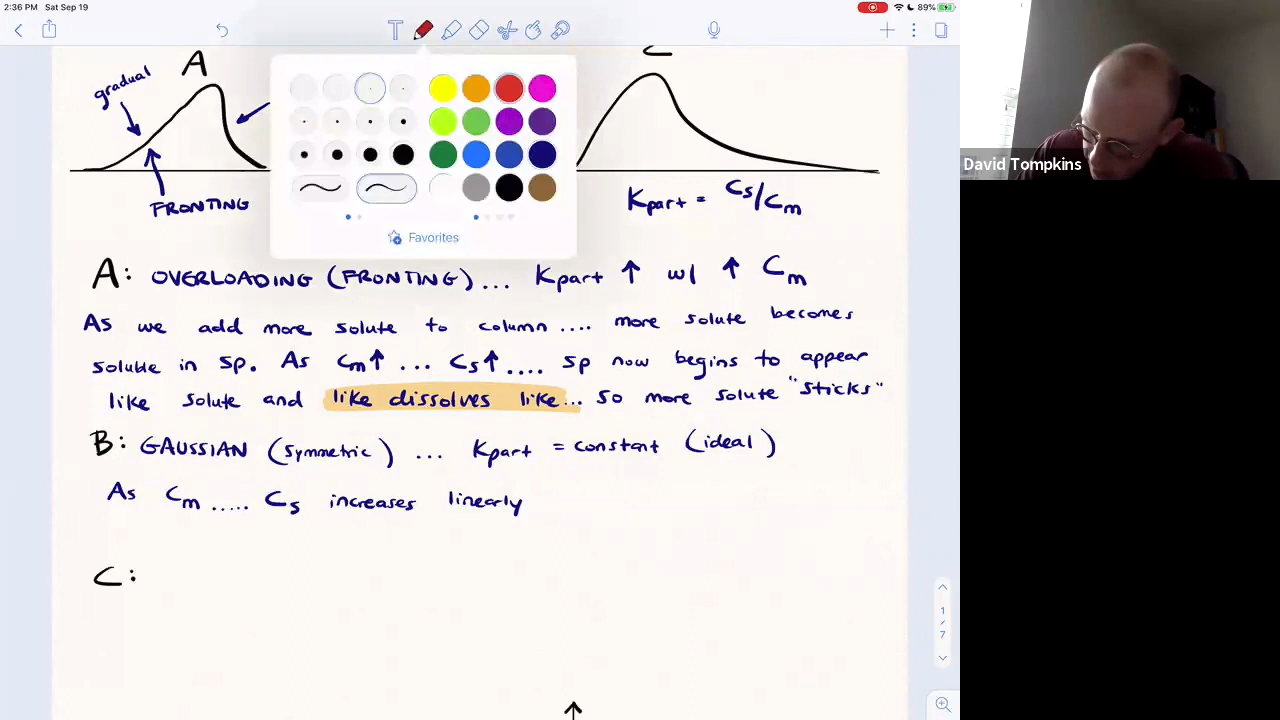 2:36 PM Sat Sep 19
89%
T
A
C
gradual
FRONTING
Kpart = Cs/Cm
Favorites
A: OVERLOADING (FRONTING)... Kpart ↑ w/ ↑ Cm
As we add more solute to column .... more solute becomes
soluble in sp. As Cm↑ ... Cs↑ .... sp now begins to appear
like solute and like dissolves like... so more solute "sticks"
B: GAUSSIAN (symmetric) ... Kpart = constant (ideal)
As Cm ..... Cs increases linearly
C:
1
/
7
David Tompkins